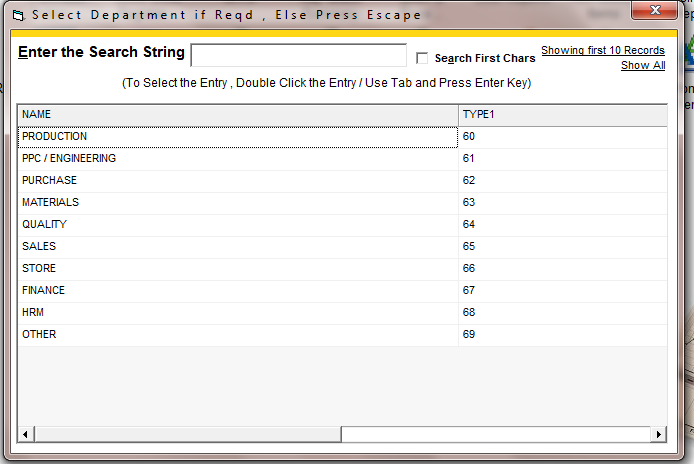 Select Department if Reqd , Else Press Escape
Enter the Search String
Search First Chars
Showing first 10 Records
Show All
(To Select the Entry , Double Click the Entry / Use Tab and Press Enter Key)
NAME TYPE1
PRODUCTION 60
PPC / ENGINEERING 61
PURCHASE 62
MATERIALS 63
QUALITY 64
SALES 65
STORE 66
FINANCE 67
HRM 68
OTHER 69